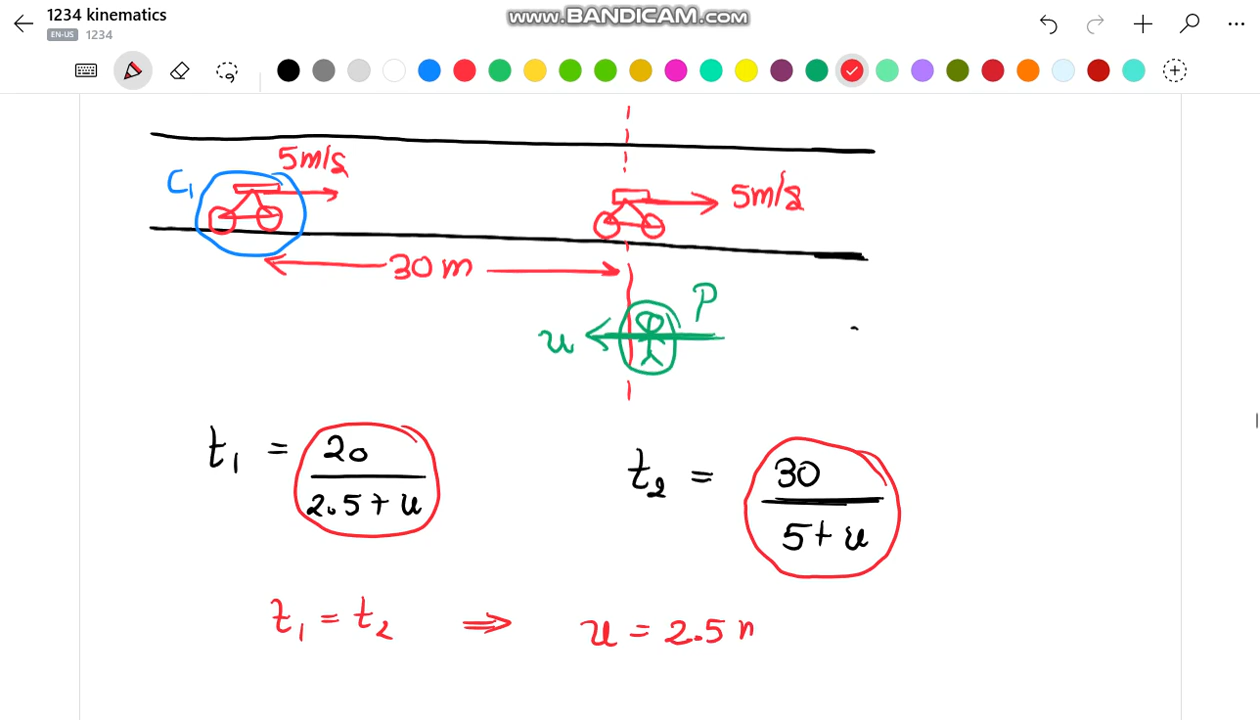 1234 kinematics
EN-US 1234
WWW.BANDICAM.COM
C₁ 5m/s
5m/s
30 m
P
u
t₁ = 20 / 2.5 + u
t₂ = 30 / 5 + u
t₁ = t₂ ⇒ u = 2.5 m